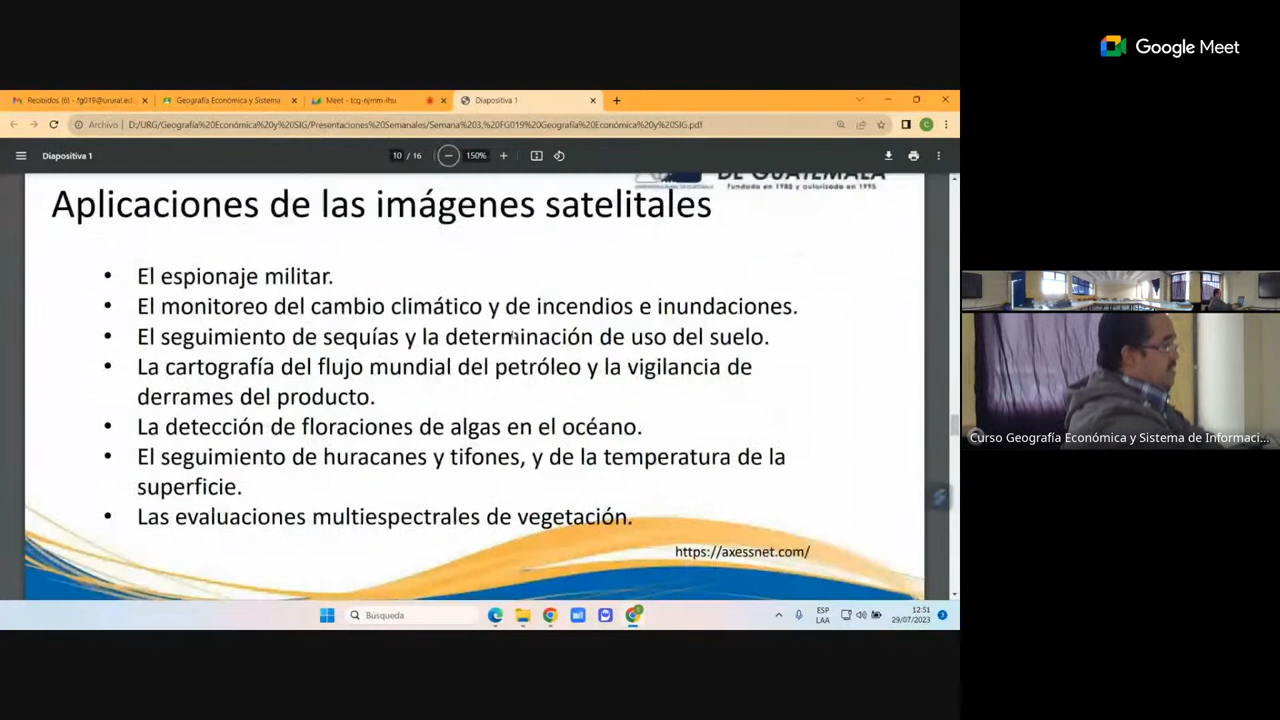 Google Meet
Recibidos (6) - fg019@urural.ed
Geografía Económica y Sistema
Meet - tcg-njmm-ihu
Diapositiva 1
Archivo
D:/URG/Geografía%20Económica%20y%20SIG/Presentaciones%20Semanales/Semana%203,%20FG019%20Geografía%20Económica%20y%20SIG.pdf
Diapositiva 1
10 / 16
150%
DE GUATEMALA
Fundada en 1988 y autorizada en 1995
Aplicaciones de las imágenes satelitales
• El espionaje militar.
• El monitoreo del cambio climático y de incendios e inundaciones.
• El seguimiento de sequías y la determinación de uso del suelo.
• La cartografía del flujo mundial del petróleo y la vigilancia de
derrames del producto.
• La detección de floraciones de algas en el océano.
• El seguimiento de huracanes y tifones, y de la temperatura de la
superficie.
• Las evaluaciones multiespectrales de vegetación.
https://axessnet.com/
Curso Geografía Económica y Sistema de Informaci...
Búsqueda
ESP
LAA
12:51
29/07/2023